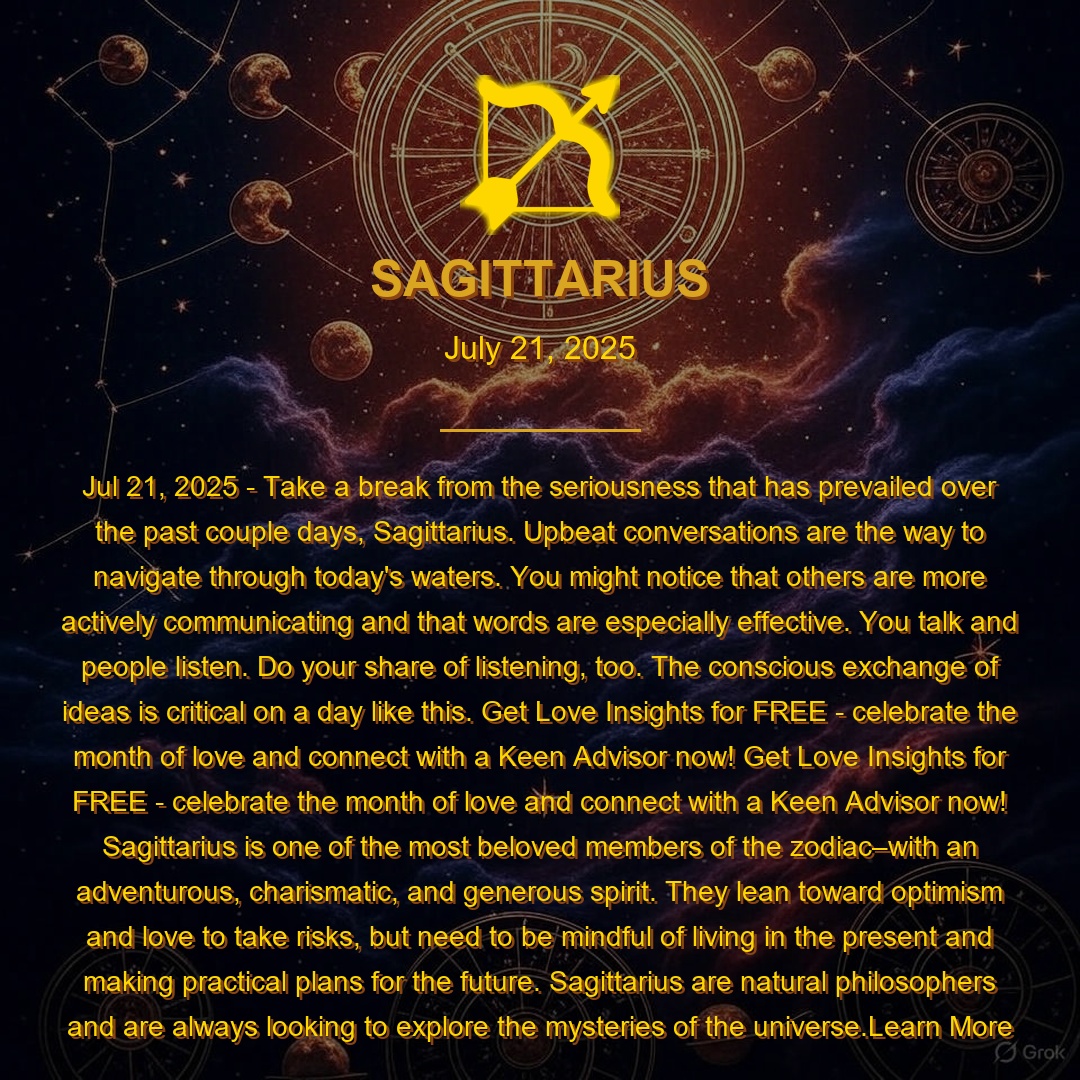 SAGITTARIUS
July 21, 2025
Jul 21, 2025 - Take a break from the seriousness that has prevailed over
the past couple days, Sagittarius. Upbeat conversations are the way to
navigate through today's waters. You might notice that others are more
actively communicating and that words are especially effective. You talk and
people listen. Do your share of listening, too. The conscious exchange of
ideas is critical on a day like this. Get Love Insights for FREE - celebrate the
month of love and connect with a Keen Advisor now! Get Love Insights for
FREE - celebrate the month of love and connect with a Keen Advisor now!
Sagittarius is one of the most beloved members of the zodiac–with an
adventurous, charismatic, and generous spirit. They lean toward optimism
and love to take risks, but need to be mindful of living in the present and
making practical plans for the future. Sagittarius are natural philosophers
and are always looking to explore the mysteries of the universe.Learn More
Grok